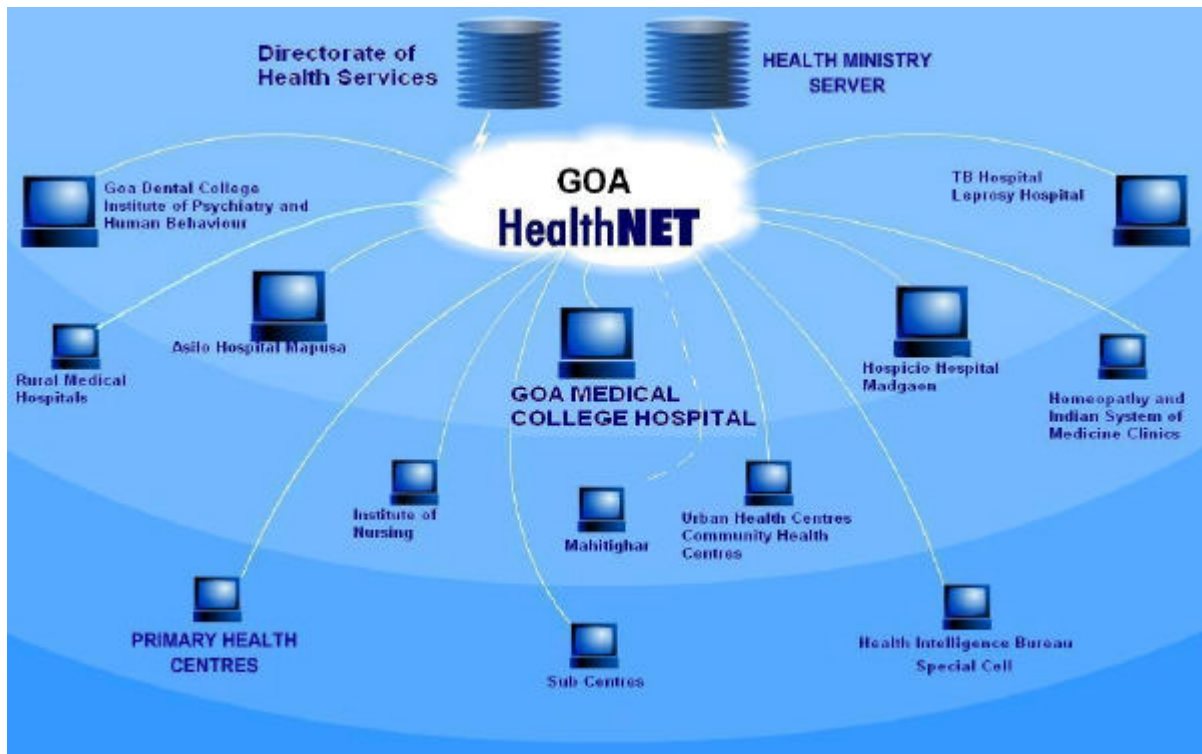 Directorate of
Health Services
HEALTH MINISTRY
SERVER
GOA
HealthNET
Goa Dental College
Institute of Psychiatry and
Human Behaviour
TB Hospital
Leprosy Hospital
Rural Medical
Hospitals
Asilo Hospital Mapusa
GOA MEDICAL
COLLEGE HOSPITAL
Hospicio Hospital
Madgaon
Homeopathy and
Indian System of
Medicine Clinics
Institute of
Nursing
Mahitighar
Urban Health Centres
Community Health
Centres
PRIMARY HEALTH
CENTRES
Sub Centres
Health Intelligence Bureau
Special Cell